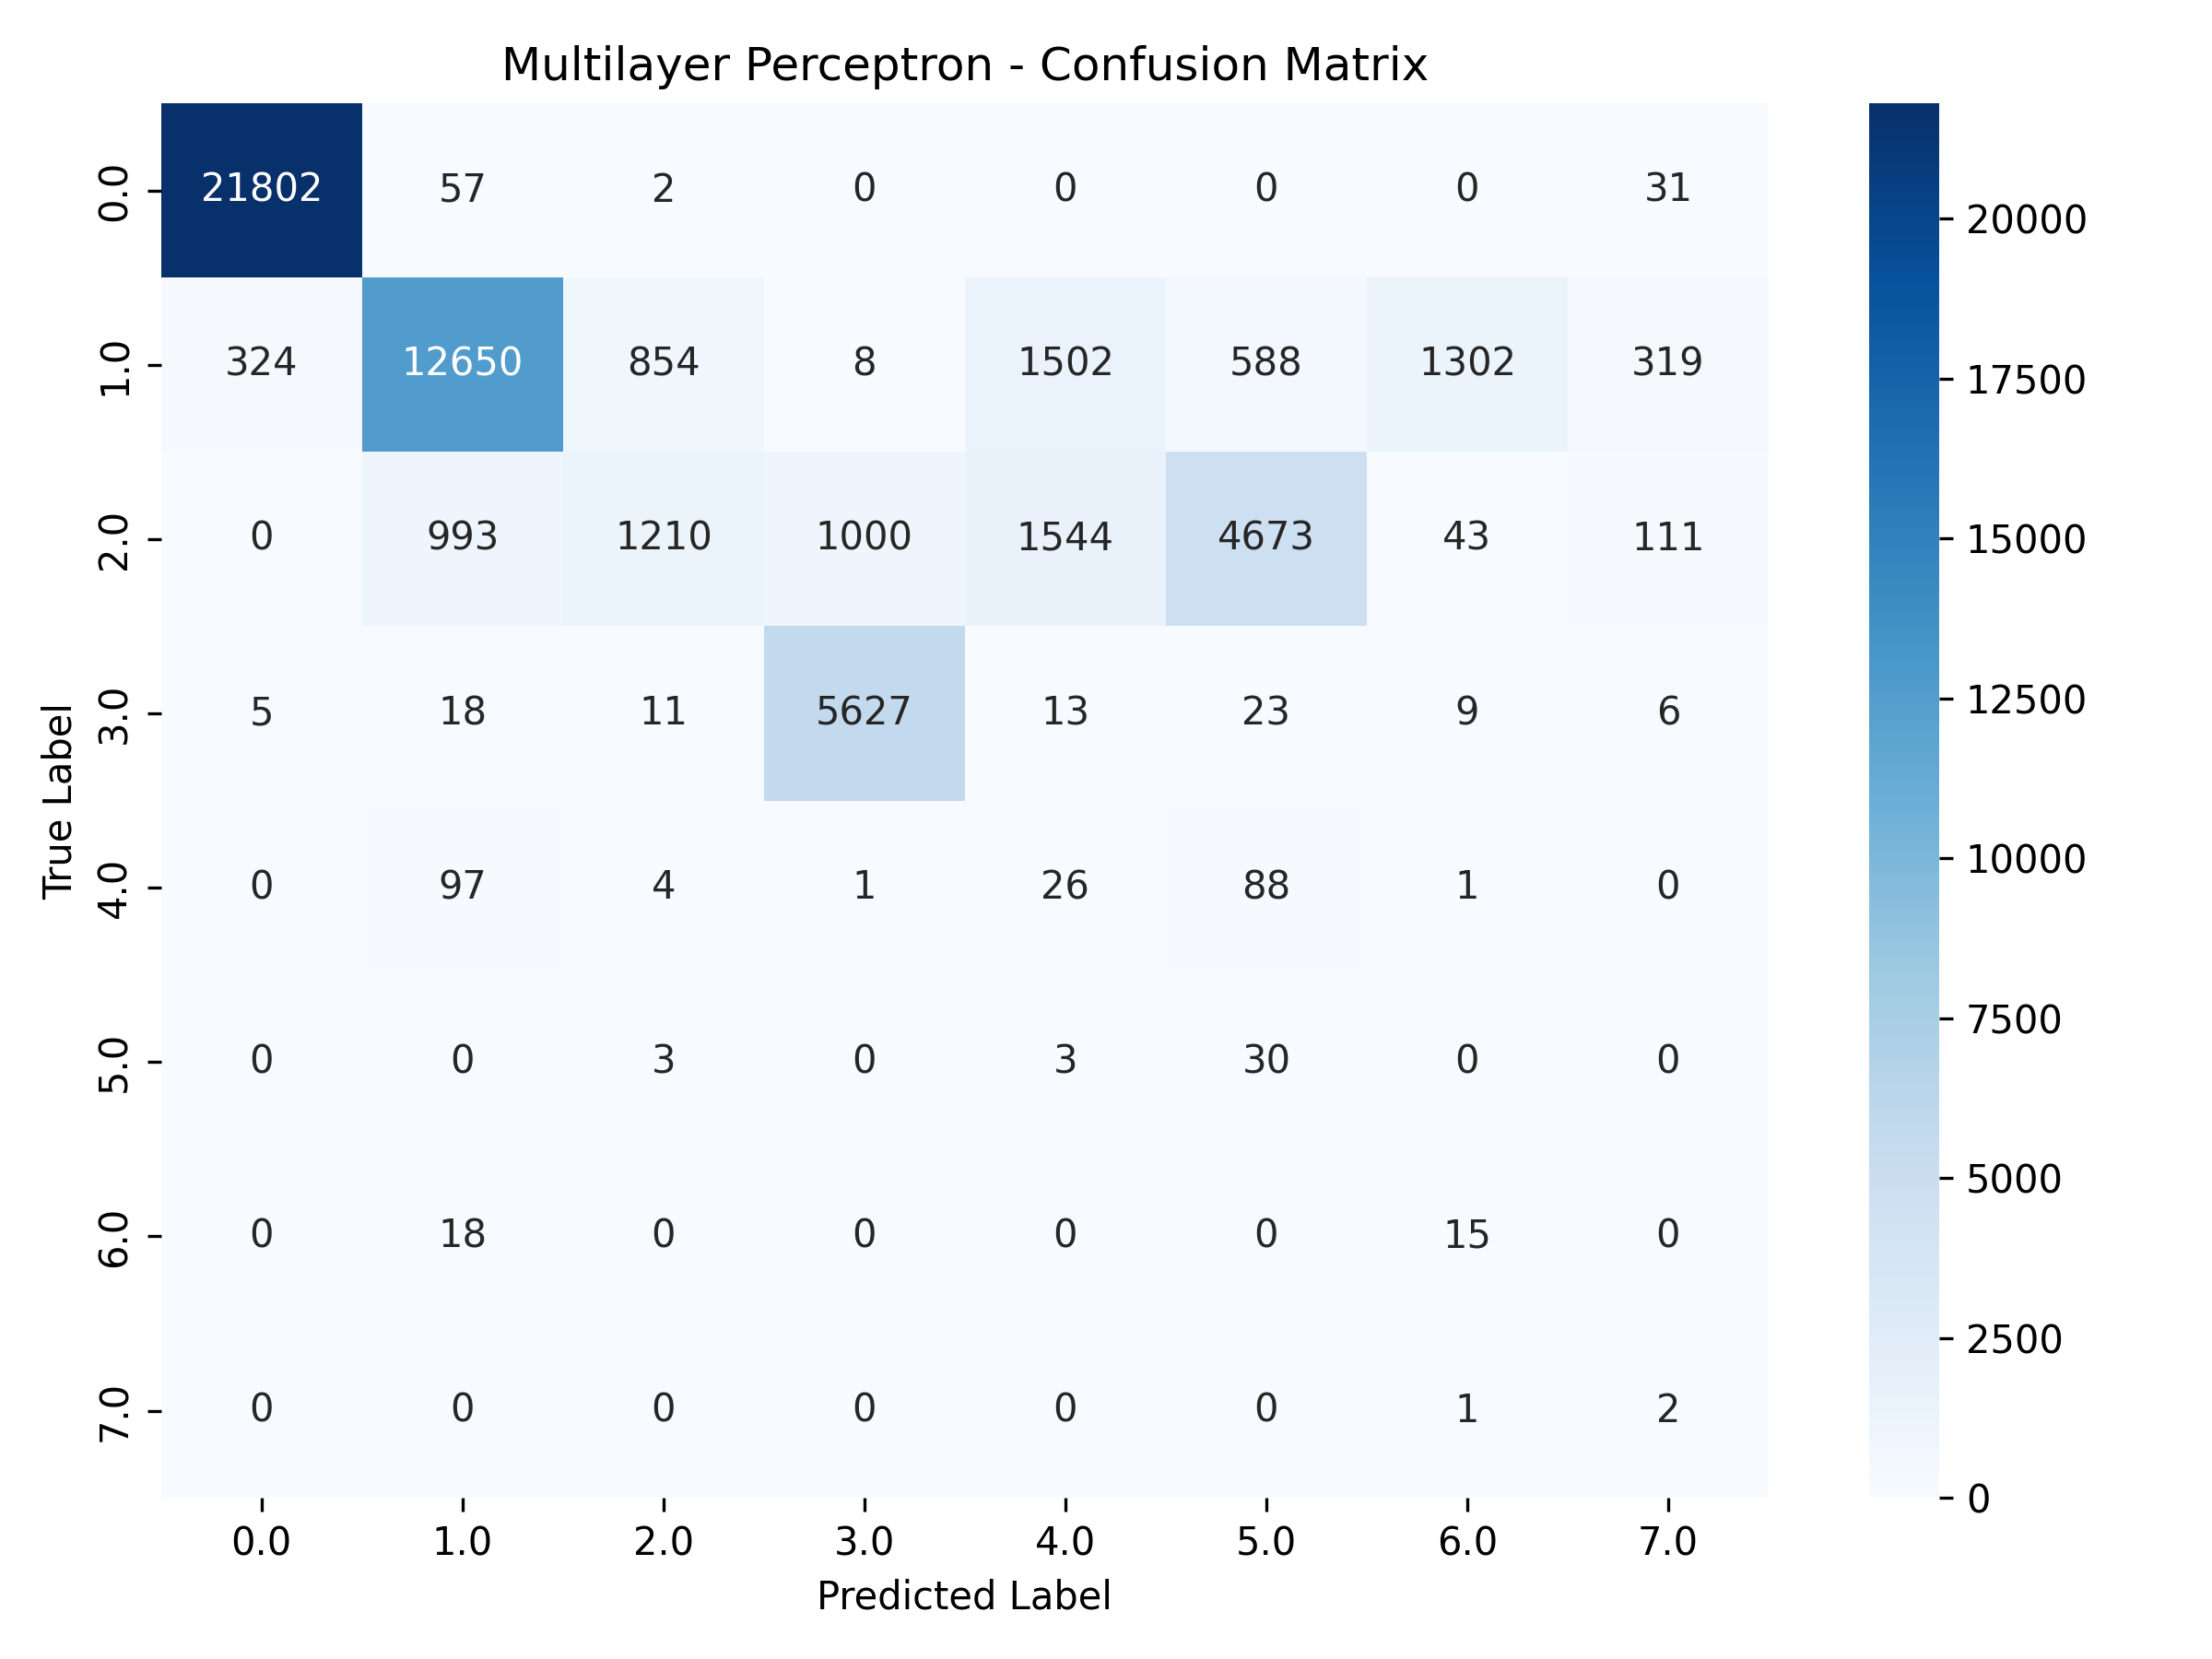 Multilayer Perceptron - Confusion Matrix
True Label
0.0 21802 57 2 0 0 0 0 31
1.0 324 12650 854 8 1502 588 1302 319
2.0 0 993 1210 1000 1544 4673 43 111
3.0 5 18 11 5627 13 23 9 6
4.0 0 97 4 1 26 88 1 0
5.0 0 0 3 0 3 30 0 0
6.0 0 18 0 0 0 0 15 0
7.0 0 0 0 0 0 0 1 2
0.0 1.0 2.0 3.0 4.0 5.0 6.0 7.0
Predicted Label
20000
17500
15000
12500
10000
7500
5000
2500
0